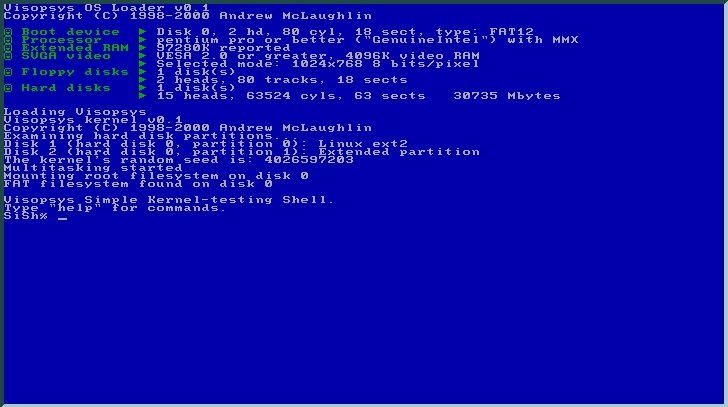 Visopsys OS Loader v0.1
Copyright (C) 1998-2000 Andrew McLaughlin
Boot device ► Disk 0, 2 hd, 80 cyl, 18 sect, type: FAT12
Processor ► pentium pro or better ("GenuineIntel") with MMX
Extended RAM ► 97280K reported
SVGA video ► VESA 2.0 or greater, 4096K video RAM
► Selected mode: 1024x768 8 bits/pixel
Floppy disks ► 1 disk(s)
► 2 heads, 80 tracks, 18 sects
Hard disks ► 1 disk(s)
► 15 heads, 63524 cyls, 63 sects 30735 Mbytes
Loading Visopsys
Visopsys kernel v0.1
Copyright (C) 1998-2000 Andrew McLaughlin
Examining hard disk partitions...
Disk 1 (hard disk 0, partition 0): Linux ext2
Disk 2 (hard disk 0, partition 1): Extended partition
The kernel's random seed is: 4026597203
Multitasking started
Mounting root filesystem on disk 0
FAT filesystem found on disk 0
Visopsys Simple Kernel-testing Shell.
Type "help" for commands.
SiSh% _